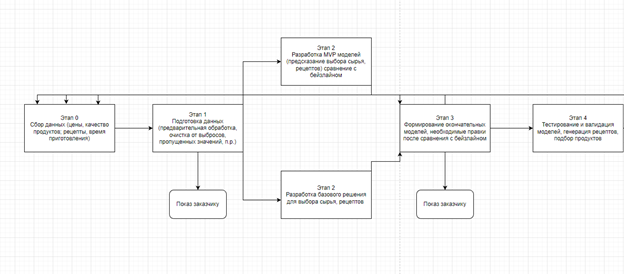 Этап 2
Разработка MVP моделей
(предсказание выбора сырья,
рецептов) сравнение с
бейзлайном
Этап 0
Сбор данных (цены, качество
продуктов; рецепты, время
приготовления)
Этап 1
Подготовка данных
(предварительная обработка,
очистка от выбросов,
пропущенных значений, п.р.)
Этап 3
Формирование окончательных
моделей, необходимые правки
после сравнения с безлайном
Этап 4
Тестирование и валидация
моделей, генерация рецептов,
подбор продуктов
Этап 2
Разработка базового решения
для выбора сырья, рецептов
Показ заказчику
Показ заказчику